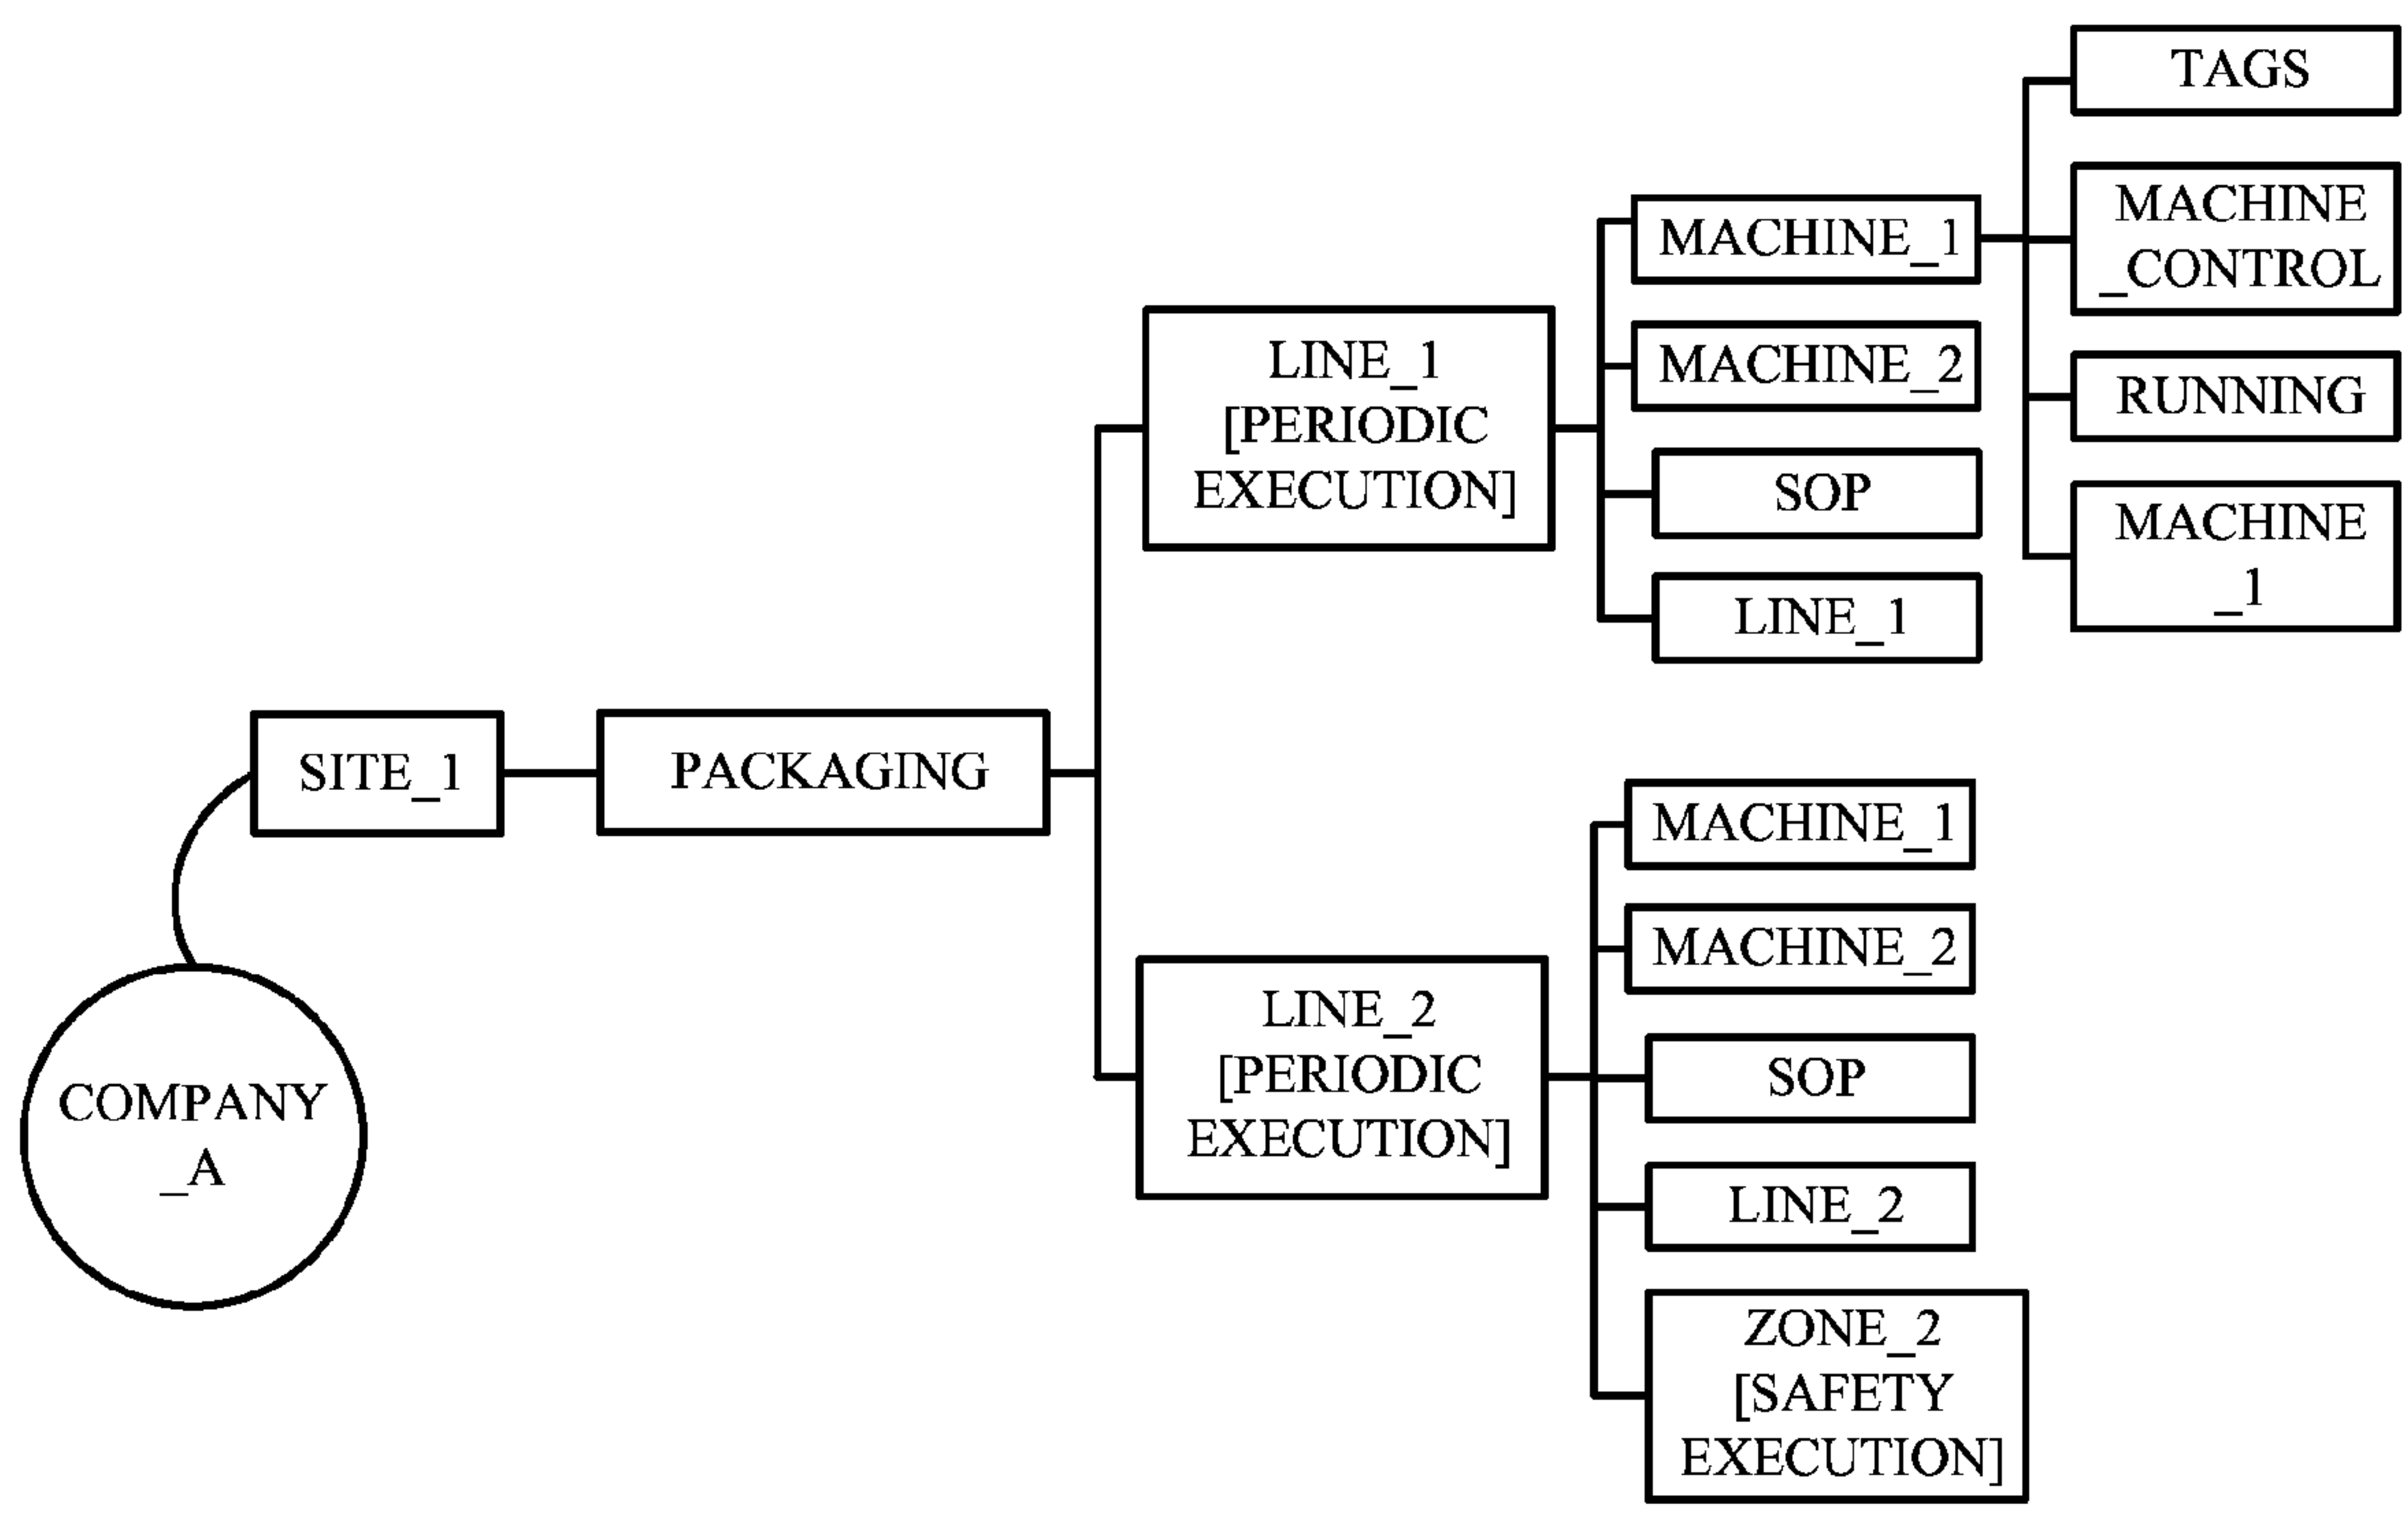 TAGS
MACHINE
_CONTROL
RUNNING
MACHINE
_1
MACHINE_1
MACHINE_2
SOP
LINE_1
LINE_1
[PERIODIC
EXECUTION]
SITE_1
PACKAGING
COMPANY
_A
LINE_2
[PERIODIC
EXECUTION]
MACHINE_1
MACHINE_2
SOP
LINE_2
ZONE_2
[SAFETY
EXECUTION]